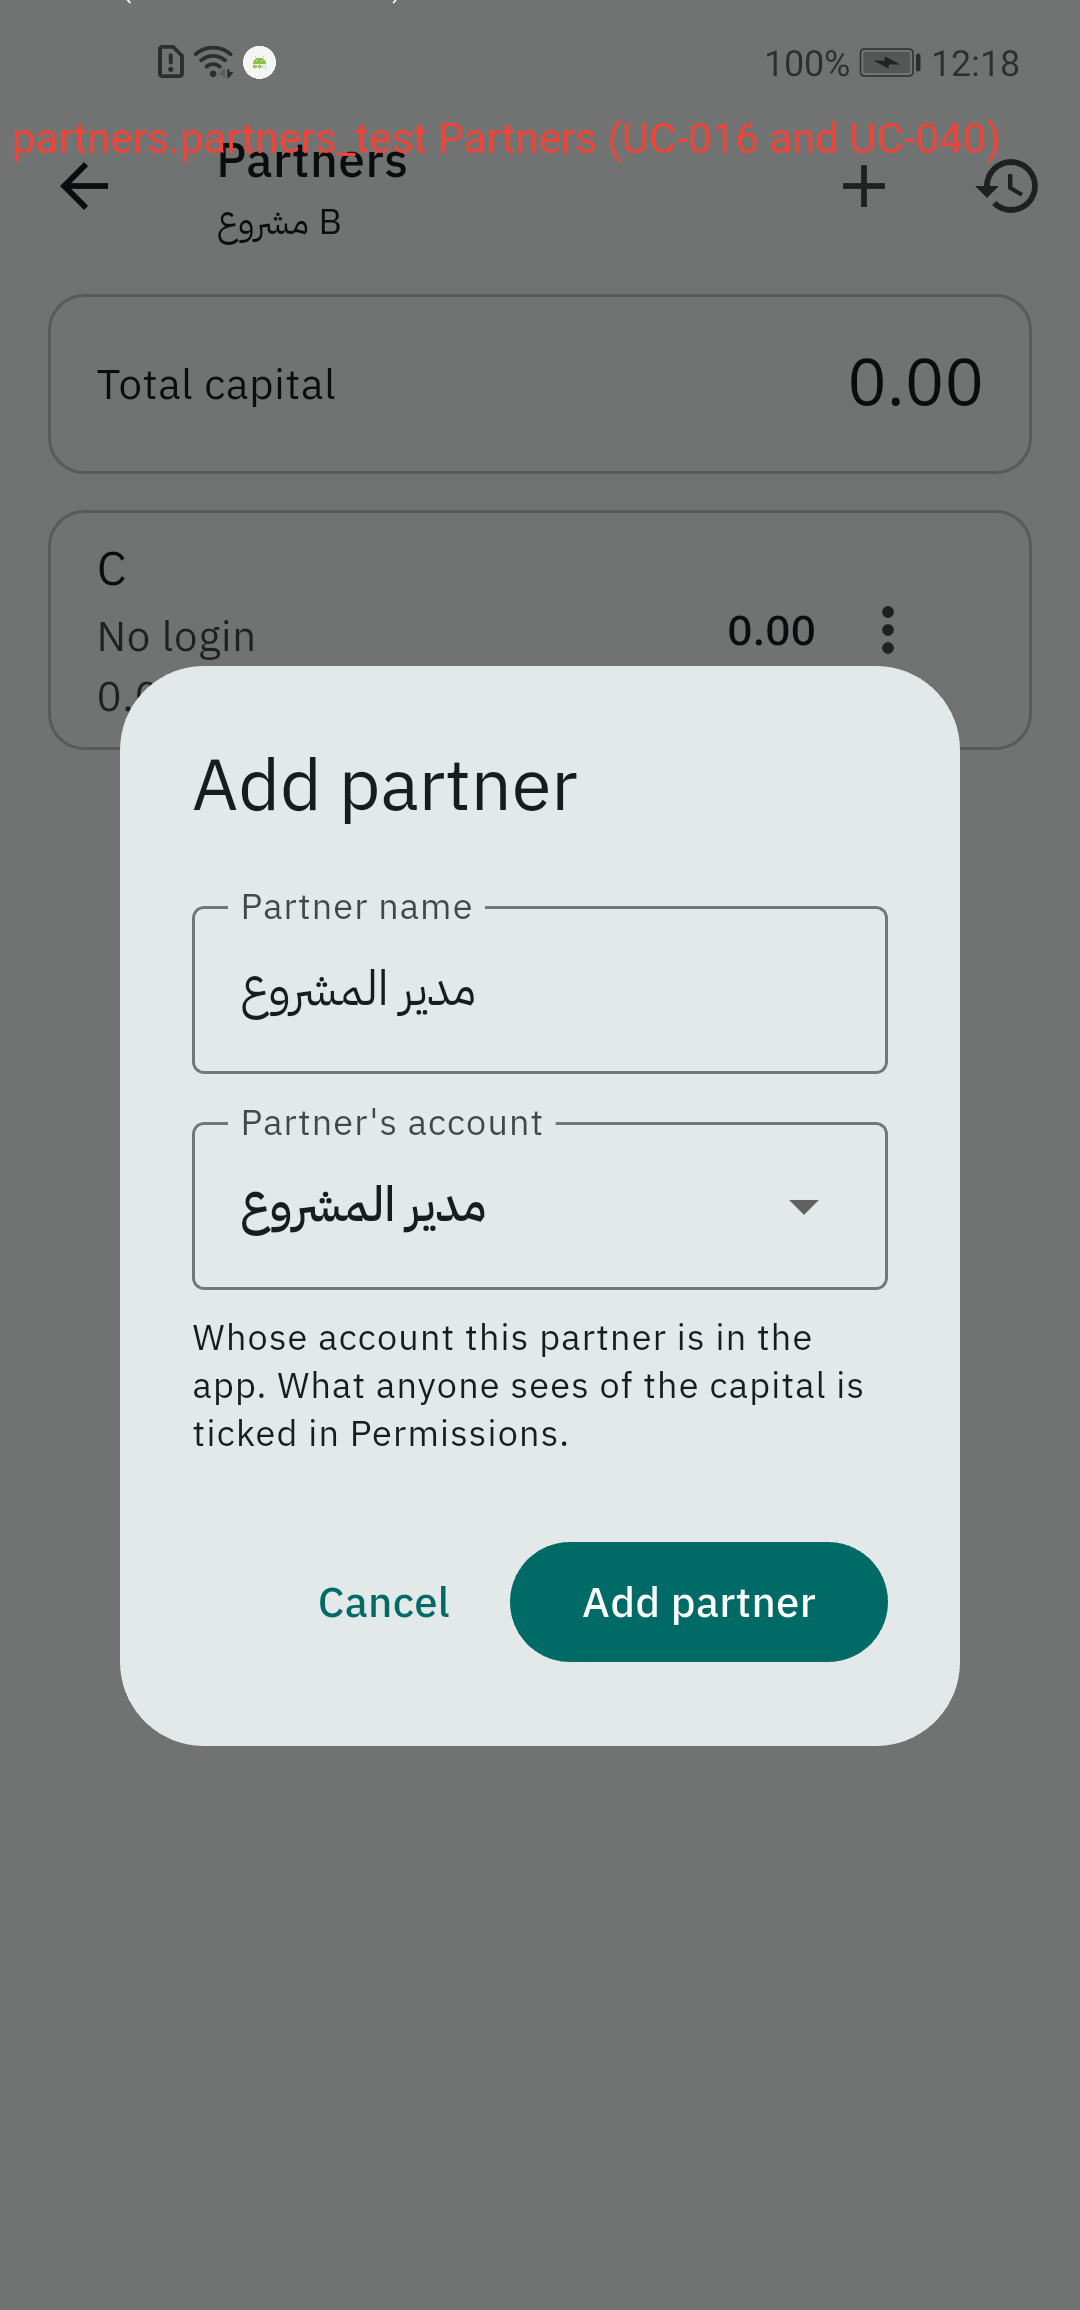 100% 12:18
partners.partners_test Partners (UC-016 and UC-040)
Partners
مشروع B
Total capital
0.00
C
No login
0.00
Add partner
Partner name
مدير المشروع
Partner's account
مدير المشروع
Whose account this partner is in the
app. What anyone sees of the capital is
ticked in Permissions.
Cancel
Add partner